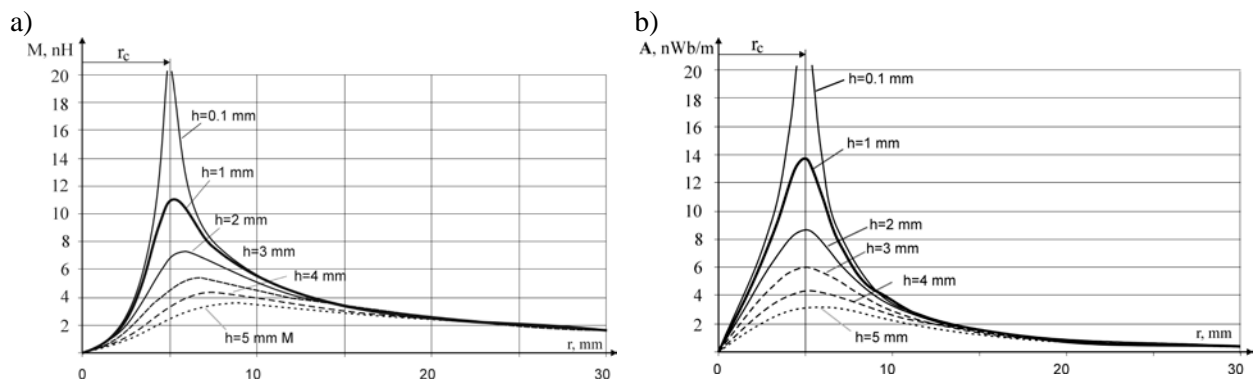 a)
M, nH
r_c
20
18
16
14
12
10
8
6
4
2
h=0.1 mm
h=1 mm
h=2 mm
h=3 mm
h=4 mm
h=5 mm M
r, mm
0
10
20
30
b)
A, nWb/m
r_c
20
18
16
14
12
10
8
6
4
2
h=0.1 mm
h=1 mm
h=2 mm
h=3 mm
h=4 mm
h=5 mm
r, mm
0
10
20
30